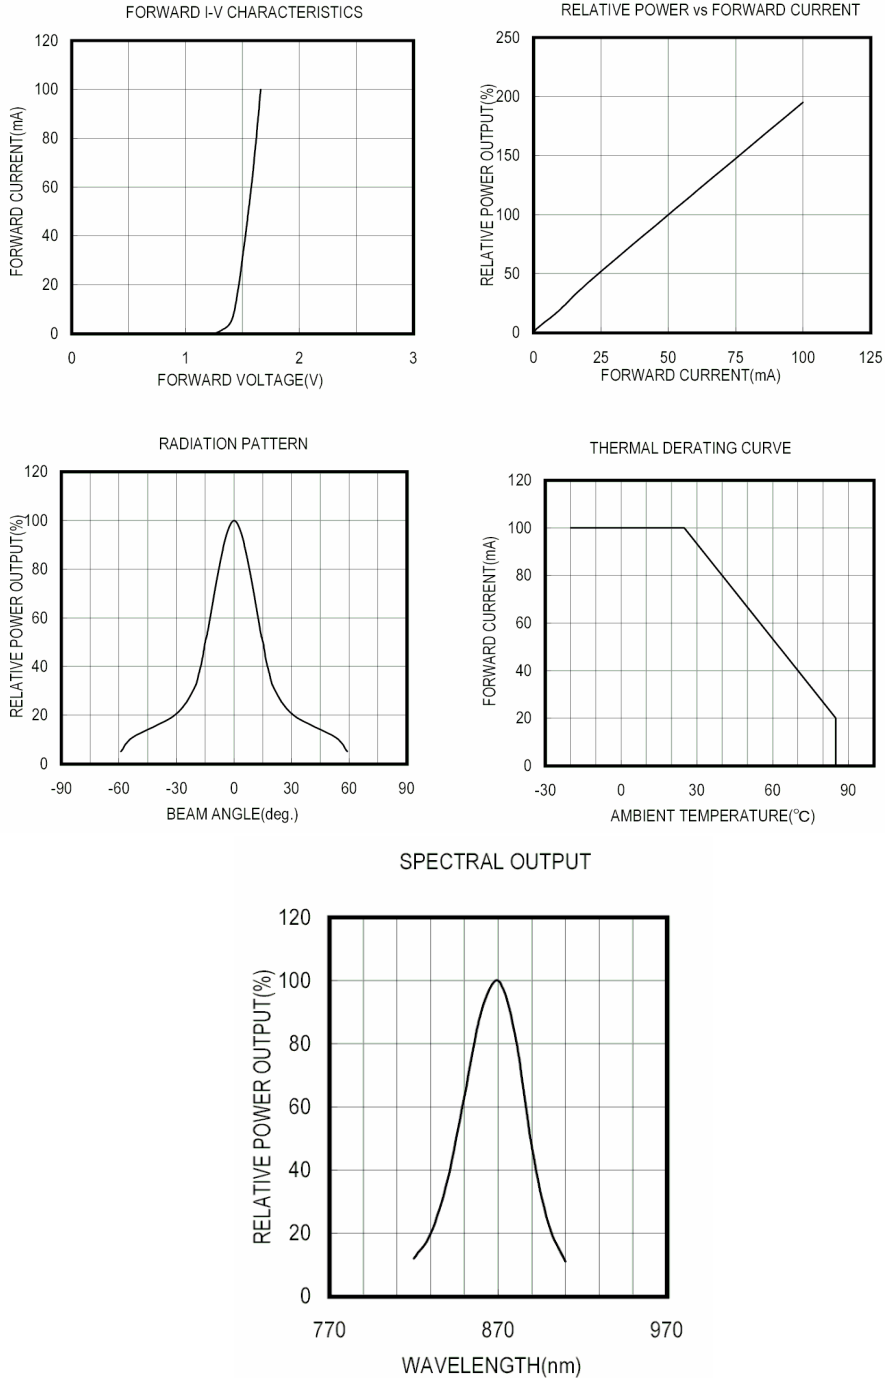 FORWARD I-V CHARACTERISTICS
120
100
80
60
40
20
0
FORWARD CURRENT(mA)
0 1 2 3
FORWARD VOLTAGE(V)
RELATIVE POWER vs FORWARD CURRENT
250
200
150
100
50
0
RELATIVE POWER OUTPUT(%)
0 25 50 75 100 125
FORWARD CURRENT(mA)
RADIATION PATTERN
120
100
80
60
40
20
0
RELATIVE POWER OUTPUT(%)
-90 -60 -30 0 30 60 90
BEAM ANGLE(deg.)
THERMAL DERATING CURVE
120
100
80
60
40
20
0
FORWARD CURRENT(mA)
-30 0 30 60 90
AMBIENT TEMPERATURE(°C)
SPECTRAL OUTPUT
120
100
80
60
40
20
0
RELATIVE POWER OUTPUT(%)
770 870 970
WAVELENGTH(nm)